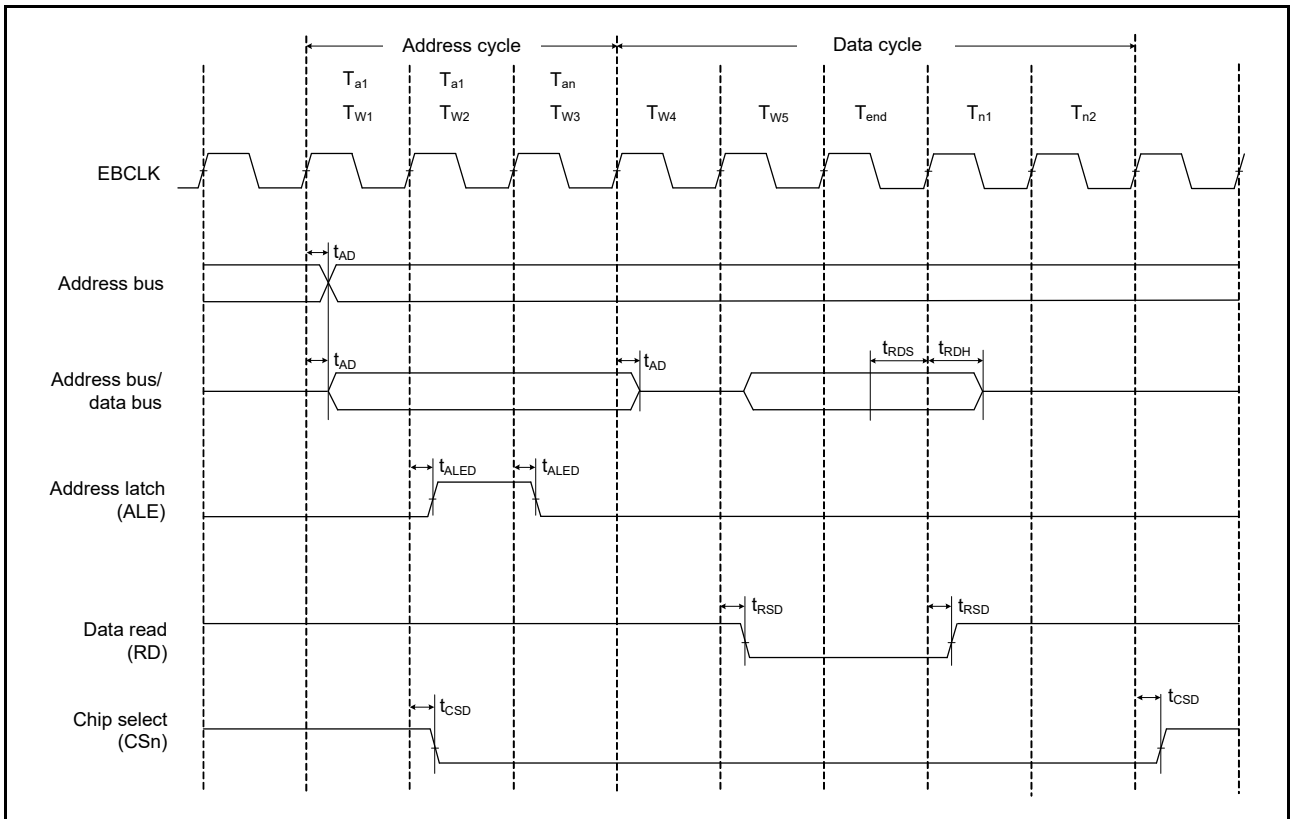 Address cycle Data cycle
Ta1 Ta1 Tan
TW1 TW2 TW3 TW4 TW5 Tend Tn1 Tn2
EBCLK
tAD
Address bus
tAD tAD tRDS tRDH
Address bus/
data bus
tALED tALED
Address latch
(ALE)
tRSD tRSD
Data read
(RD)
tCSD tCSD
Chip select
(CSn)